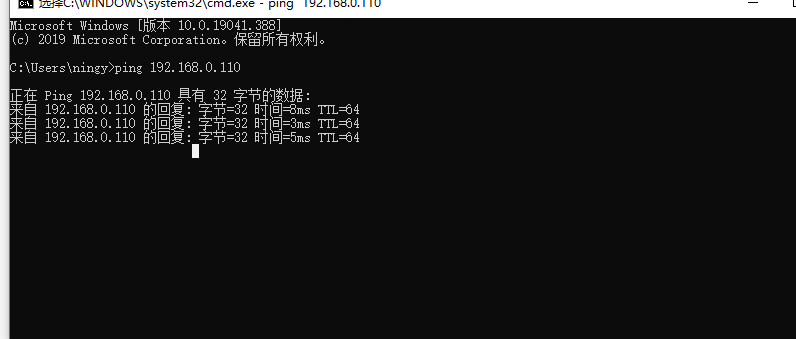 选择C:\WINDOWS\system32\cmd.exe - ping  192.168.0.110
Microsoft Windows [版本 10.0.19041.388]
(c) 2019 Microsoft Corporation。保留所有权利。
C:\Users\ningy>ping 192.168.0.110
正在 Ping 192.168.0.110 具有 32 字节的数据:
来自 192.168.0.110 的回复: 字节=32 时间=8ms TTL=64
来自 192.168.0.110 的回复: 字节=32 时间=3ms TTL=64
来自 192.168.0.110 的回复: 字节=32 时间=5ms TTL=64